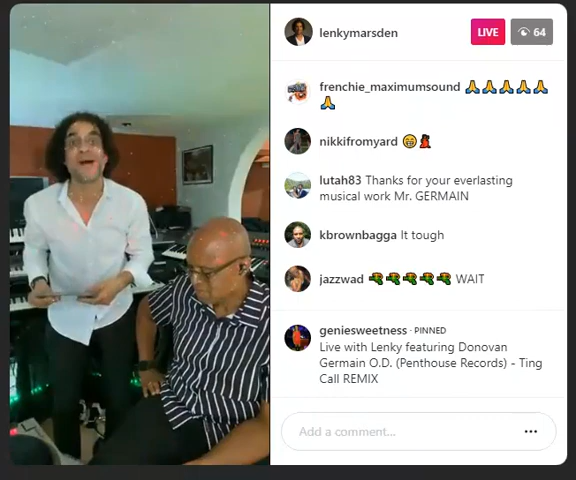 lenkymarsden
LIVE
64
frenchie_maximumsound 🙏🙏🙏🙏🙏
🙏
nikkifromyard 😁💃🏿
lutah83 Thanks for your everlasting
musical work Mr. GERMAIN
kbrownbagga It tough
jazzwad 🔫🔫🔫🔫🔫 WAIT
geniesweetness · PINNED
Live with Lenky featuring Donovan
Germain O.D. (Penthouse Records) - Ting
Call REMIX
Add a comment...